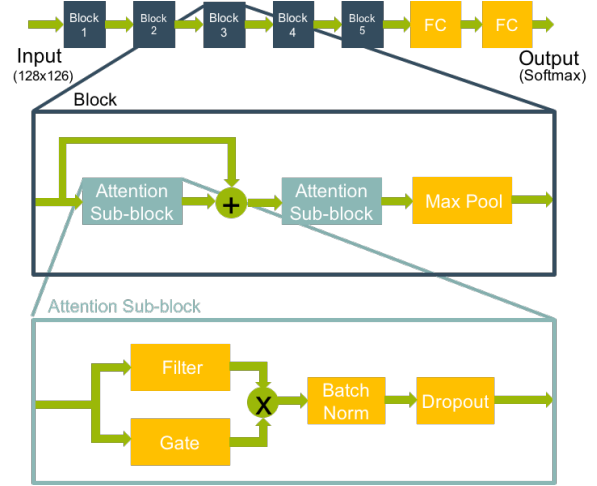 Block
1
Block
2
Block
3
Block
4
Block
5
FC
FC
Input
(128x126)
Output
(Softmax)
Block
Attention
Sub-block
+
Attention
Sub-block
Max Pool
Attention Sub-block
Filter
Gate
X
Batch
Norm
Dropout